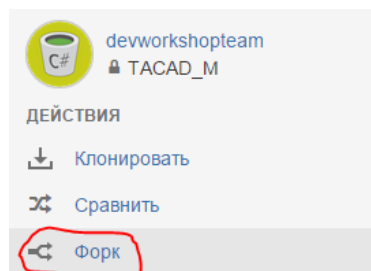 C#
devworkshopteam
TACAD_M
ДЕЙСТВИЯ
Клонировать
Сравнить
Форк